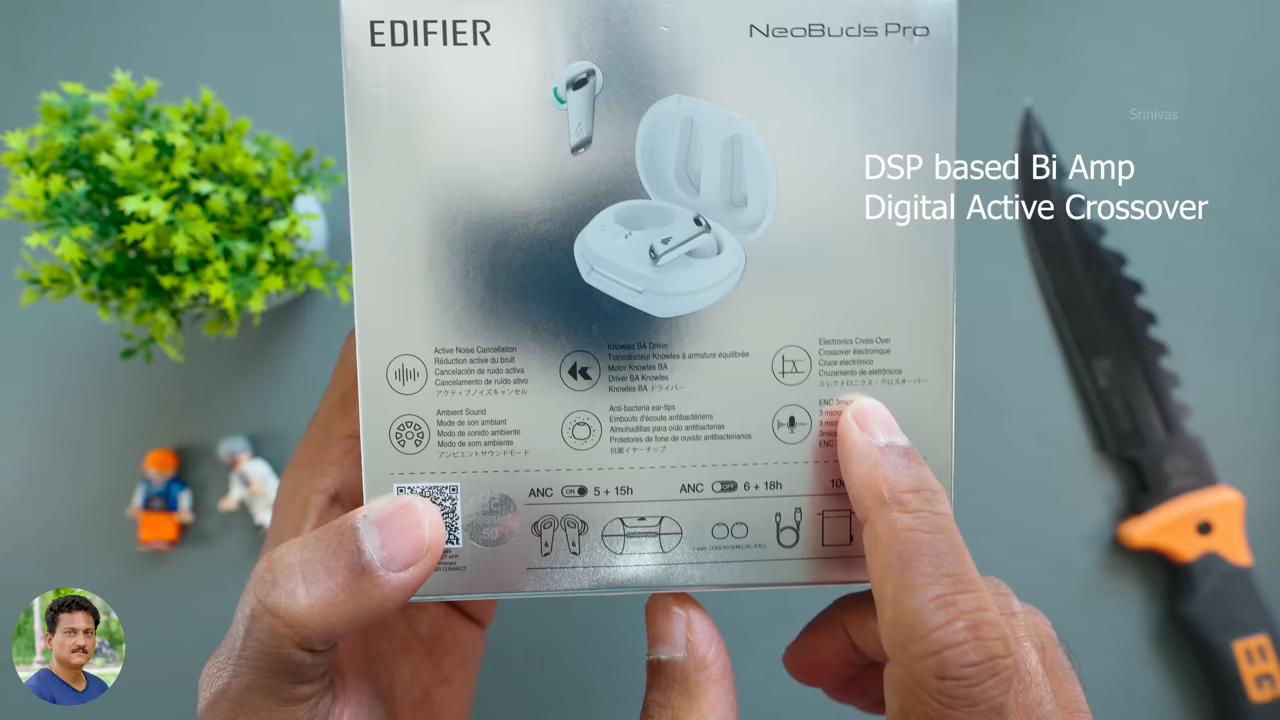 EDIFIER
NeoBuds Pro
Srinivas
DSP based Bi Amp
Digital Active Crossover
Active Noise Cancellation
Réduction active du bruit
Cancelación de ruido activa
Cancelamento de ruído ativo
アクティブノイズキャンセル
Knowles BA Driver
Transducteur Knowles à armature équilibrée
Motor Knowles BA
Driver BA Knowles
Knowles BA ドライバー
Electronics Cross-Over
Crossover électronique
Cruce electrónico
Cruzamento de eletrônicos
エレクトロニクス・クロスオーバー
Ambient Sound
Mode de son ambiant
Modo de sonido ambiente
Modo de som ambiente
アンビエントサウンドモード
Anti-bacteria ear-tips
Embouts d'écoute antibactériens
Almohadillas para oído antibacterias
Protetores de fone de ouvido antibacterianos
抗菌イヤーチップ
ENC
3
3
ENC
ANC ON 5 + 15h
ANC OFF 6 + 18h
CONNECT
EG